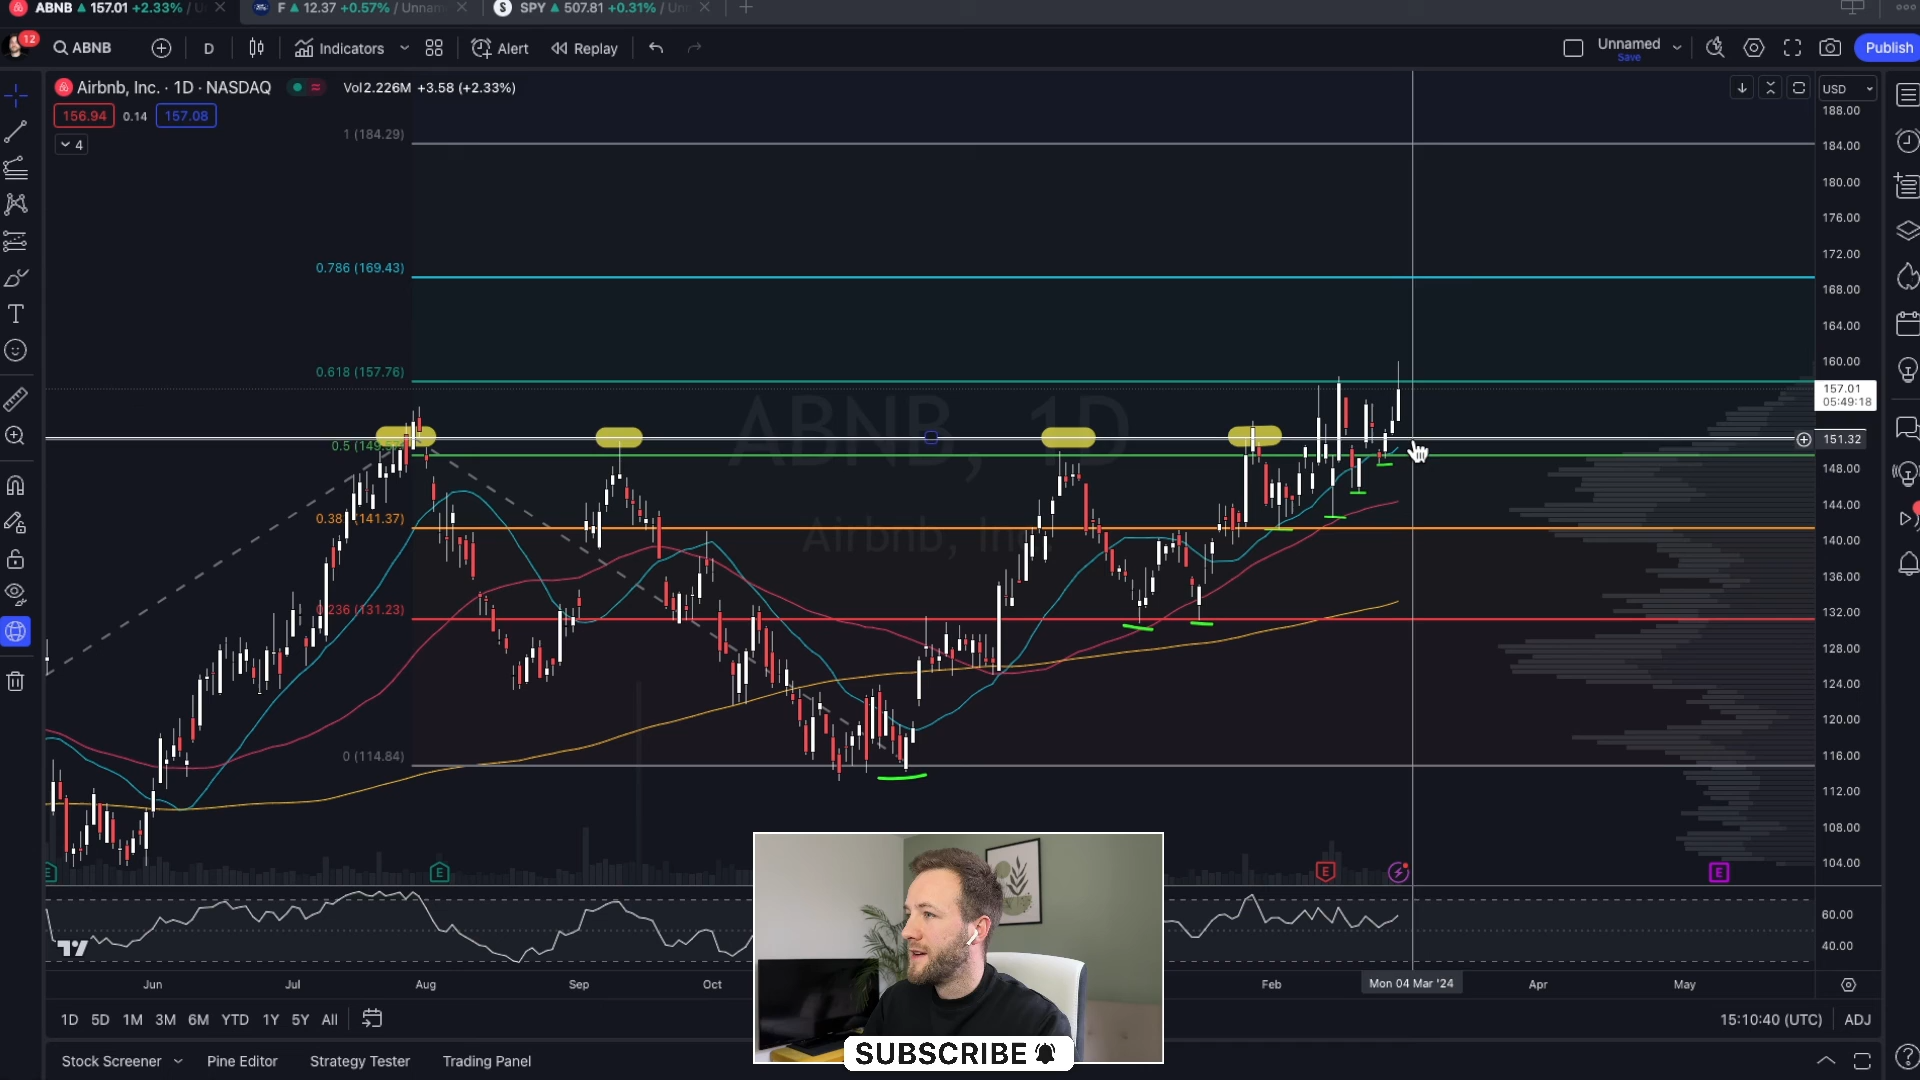 ABNB 157.01 +2.33% / U
F 12.37 +0.57% / Unnam
S SPY 507.81 +0.31% / Un
12
ABNB
D
Indicators
Alert
Replay
Unnamed
Save
Publish
Airbnb, Inc. · 1D · NASDAQ
Vol2.226M +3.58 (+2.33%)
USD
156.94 0.14 157.08
4
188.00
1 (184.29)
184.00
180.00
176.00
172.00
0.786 (169.43)
168.00
164.00
160.00
0.618 (157.76)
157.01
05:49:18
ABNB, 1D
151.32
148.00
144.00
0.38 (141.37)
Airbnb, Inc.
140.00
136.00
0.236 (131.23)
132.00
128.00
124.00
120.00
0 (114.84)
116.00
112.00
108.00
104.00
E
E
E
E
60.00
40.00
Jun
Jul
Aug
Sep
Oct
Feb
Mon 04 Mar '24
Apr
May
1D 5D 1M 3M 6M YTD 1Y 5Y All
15:10:40 (UTC) ADJ
SUBSCRIBE
Stock Screener
Pine Editor
Strategy Tester
Trading Panel